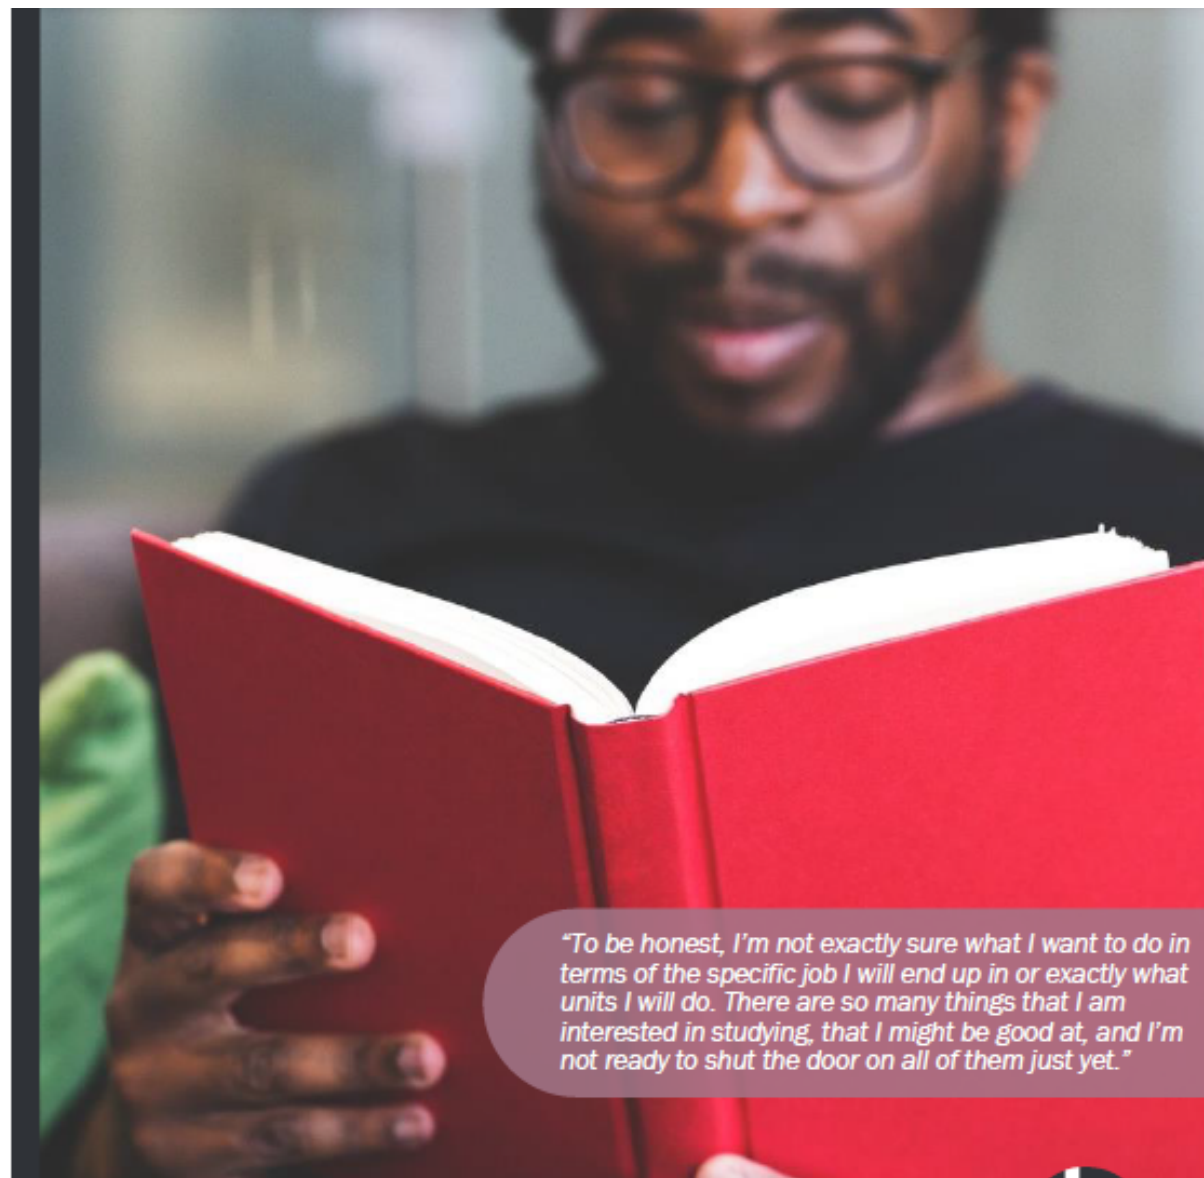 “To be honest, I’m not exactly sure what I want to do in
terms of the specific job I will end up in or exactly what
units I will do. There are so many things that I am
interested in studying, that I might be good at, and I’m
not ready to shut the door on all of them just yet.”